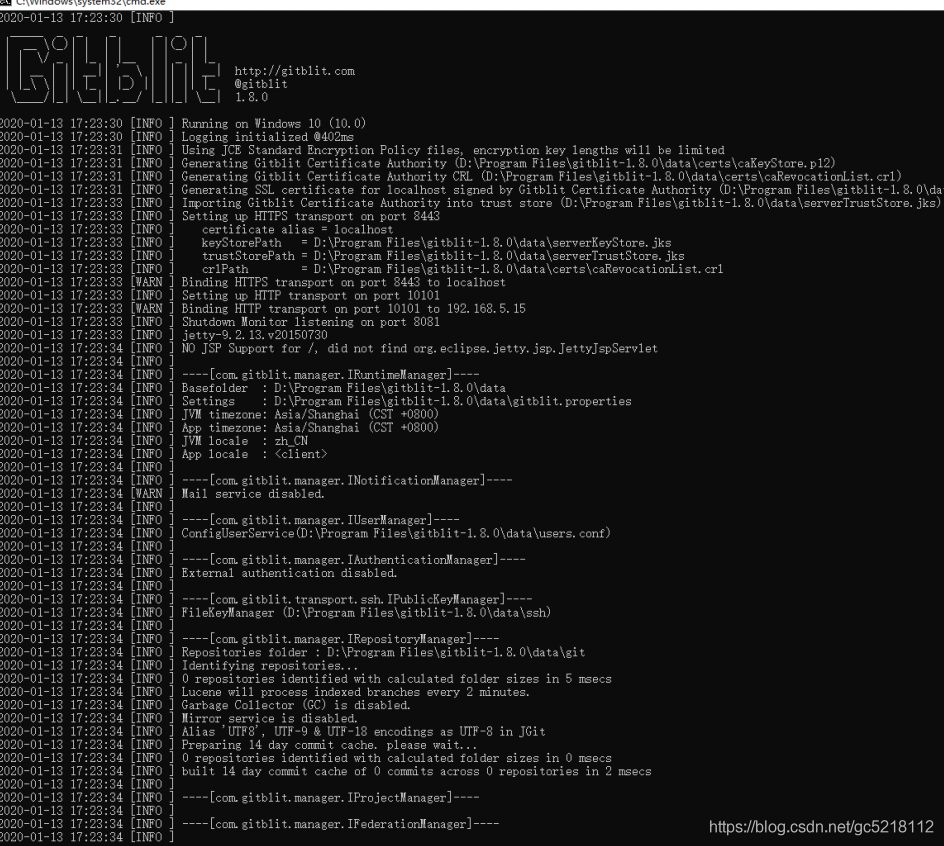 C:\Windows\system32\cmd.exe
2020-01-13 17:23:30 [INFO ]
http://gitblit.com
@gitblit
1.8.0
2020-01-13 17:23:30 [INFO ] Running on Windows 10 (10.0)
2020-01-13 17:23:30 [INFO ] Logging initialized @402ms
2020-01-13 17:23:31 [INFO ] Using JCE Standard Encryption Policy files, encryption key lengths will be limited
2020-01-13 17:23:31 [INFO ] Generating Gitblit Certificate Authority (D:\Program Files\gitblit-1.8.0\data\certs\caKeyStore.p12)
2020-01-13 17:23:31 [INFO ] Generating Gitblit Certificate Authority CRL (D:\Program Files\gitblit-1.8.0\data\certs\caRevocationList.crl)
2020-01-13 17:23:31 [INFO ] Generating SSL certificate for localhost signed by Gitblit Certificate Authority (D:\Program Files\gitblit-1.8.0\da
2020-01-13 17:23:31 [INFO ] Importing Gitblit Certificate Authority into trust store (D:\Program Files\gitblit-1.8.0\data\serverTrustStore.jks)
2020-01-13 17:23:33 [INFO ] Setting up HTTPS transport on port 8443
2020-01-13 17:23:33 [INFO ] certificate alias = localhost
2020-01-13 17:23:33 [INFO ] keyStorePath = D:\Program Files\gitblit-1.8.0\data\serverKeyStore.jks
2020-01-13 17:23:33 [INFO ] trustStorePath = D:\Program Files\gitblit-1.8.0\data\serverTrustStore.jks
2020-01-13 17:23:33 [INFO ] crlPath = D:\Program Files\gitblit-1.8.0\data\certs\caRevocationList.crl
2020-01-13 17:23:33 [WARN ] Binding HTTPS transport on port 8443 to localhost
2020-01-13 17:23:33 [INFO ] Setting up HTTP transport on port 10101
2020-01-13 17:23:33 [WARN ] Binding HTTP transport on port 10101 to 192.168.5.15
2020-01-13 17:23:33 [INFO ] Shutdown Monitor listening on port 8081
2020-01-13 17:23:33 [INFO ] jetty-9.2.13.v20150730
2020-01-13 17:23:34 [INFO ] NO JSP Support for /, did not find org.eclipse.jetty.jsp.JettyJspServlet
2020-01-13 17:23:34 [INFO ]
2020-01-13 17:23:34 [INFO ] ----[com.gitblit.manager.IRuntimeManager]----
2020-01-13 17:23:34 [INFO ] Basefolder : D:\Program Files\gitblit-1.8.0\data
2020-01-13 17:23:34 [INFO ] Settings : D:\Program Files\gitblit-1.8.0\data\gitblit.properties
2020-01-13 17:23:34 [INFO ] JVM timezone: Asia/Shanghai (CST +0800)
2020-01-13 17:23:34 [INFO ] App timezone: Asia/Shanghai (CST +0800)
2020-01-13 17:23:34 [INFO ] JVM locale : zh_CN
2020-01-13 17:23:34 [INFO ] App locale : <client>
2020-01-13 17:23:34 [INFO ]
2020-01-13 17:23:34 [INFO ] ----[com.gitblit.manager.INotificationManager]----
2020-01-13 17:23:34 [WARN ] Mail service disabled.
2020-01-13 17:23:34 [INFO ]
2020-01-13 17:23:34 [INFO ] ----[com.gitblit.manager.IUserManager]----
2020-01-13 17:23:34 [INFO ] ConfigUserService(D:\Program Files\gitblit-1.8.0\data\users.conf)
2020-01-13 17:23:34 [INFO ]
2020-01-13 17:23:34 [INFO ] ----[com.gitblit.manager.IAuthenticationManager]----
2020-01-13 17:23:34 [INFO ] External authentication disabled.
2020-01-13 17:23:34 [INFO ]
2020-01-13 17:23:34 [INFO ] ----[com.gitblit.transport.ssh.IPublicKeyManager]----
2020-01-13 17:23:34 [INFO ] FileKeyManager (D:\Program Files\gitblit-1.8.0\data\ssh)
2020-01-13 17:23:34 [INFO ]
2020-01-13 17:23:34 [INFO ] ----[com.gitblit.manager.IRepositoryManager]----
2020-01-13 17:23:34 [INFO ] Repositories folder : D:\Program Files\gitblit-1.8.0\data\git
2020-01-13 17:23:34 [INFO ] Identifying repositories...
2020-01-13 17:23:34 [INFO ] 0 repositories identified with calculated folder sizes in 5 msecs
2020-01-13 17:23:34 [INFO ] Lucene will process indexed branches every 2 minutes.
2020-01-13 17:23:34 [INFO ] Garbage Collector (GC) is disabled.
2020-01-13 17:23:34 [INFO ] Mirror service is disabled.
2020-01-13 17:23:34 [INFO ] Alias 'UTF8', UTF-9 & UTF-18 encodings as UTF-8 in JGit
2020-01-13 17:23:34 [INFO ] Preparing 14 day commit cache. please wait...
2020-01-13 17:23:34 [INFO ] 0 repositories identified with calculated folder sizes in 0 msecs
2020-01-13 17:23:34 [INFO ] built 14 day commit cache of 0 commits across 0 repositories in 2 msecs
2020-01-13 17:23:34 [INFO ]
2020-01-13 17:23:34 [INFO ] ----[com.gitblit.manager.IProjectManager]----
2020-01-13 17:23:34 [INFO ]
2020-01-13 17:23:34 [INFO ] ----[com.gitblit.manager.IFederationManager]----
2020-01-13 17:23:34 [INFO ]
https://blog.csdn.net/gc5218112